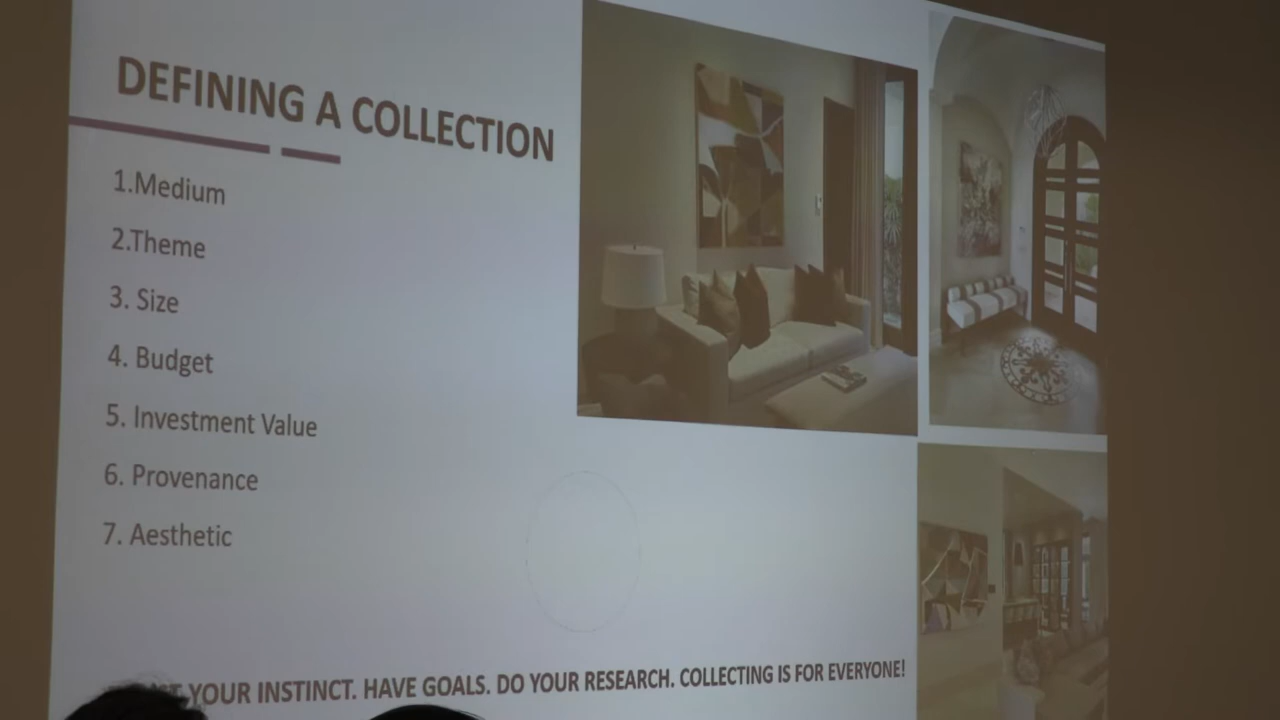 DEFINING A COLLECTION
1.Medium
2.Theme
3. Size
4. Budget
5. Investment Value
6. Provenance
7. Aesthetic
YOUR INSTINCT. HAVE GOALS. DO YOUR RESEARCH. COLLECTING IS FOR EVERYONE!